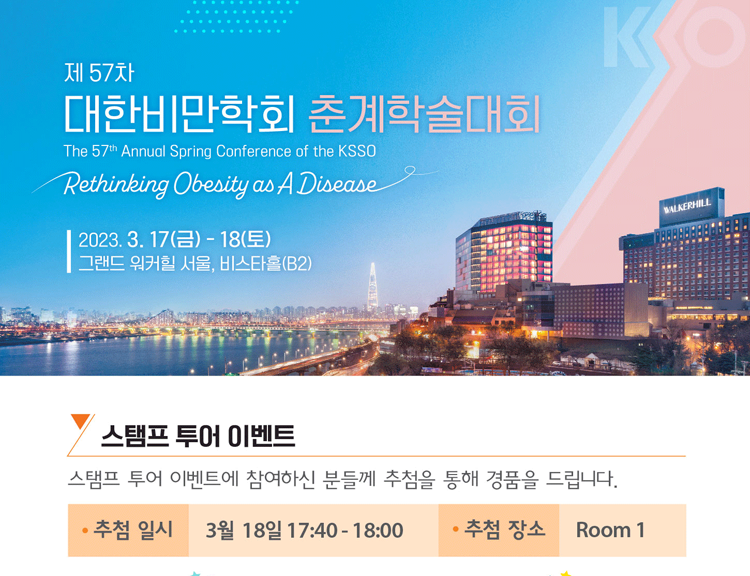 KSSO
제 57차
대한비만학회 춘계학술대회
The 57th Annual Spring Conference of the KSSO
Rethinking Obesity as A Disease
2023. 3. 17(금) - 18(토)
그랜드 워커힐 서울, 비스타홀(B2)
WALKERHILL
스탬프 투어 이벤트
스탬프 투어 이벤트에 참여하신 분들께 추첨을 통해 경품을 드립니다.
• 추첨 일시 3월 18일 17:40 - 18:00 • 추첨 장소 Room 1